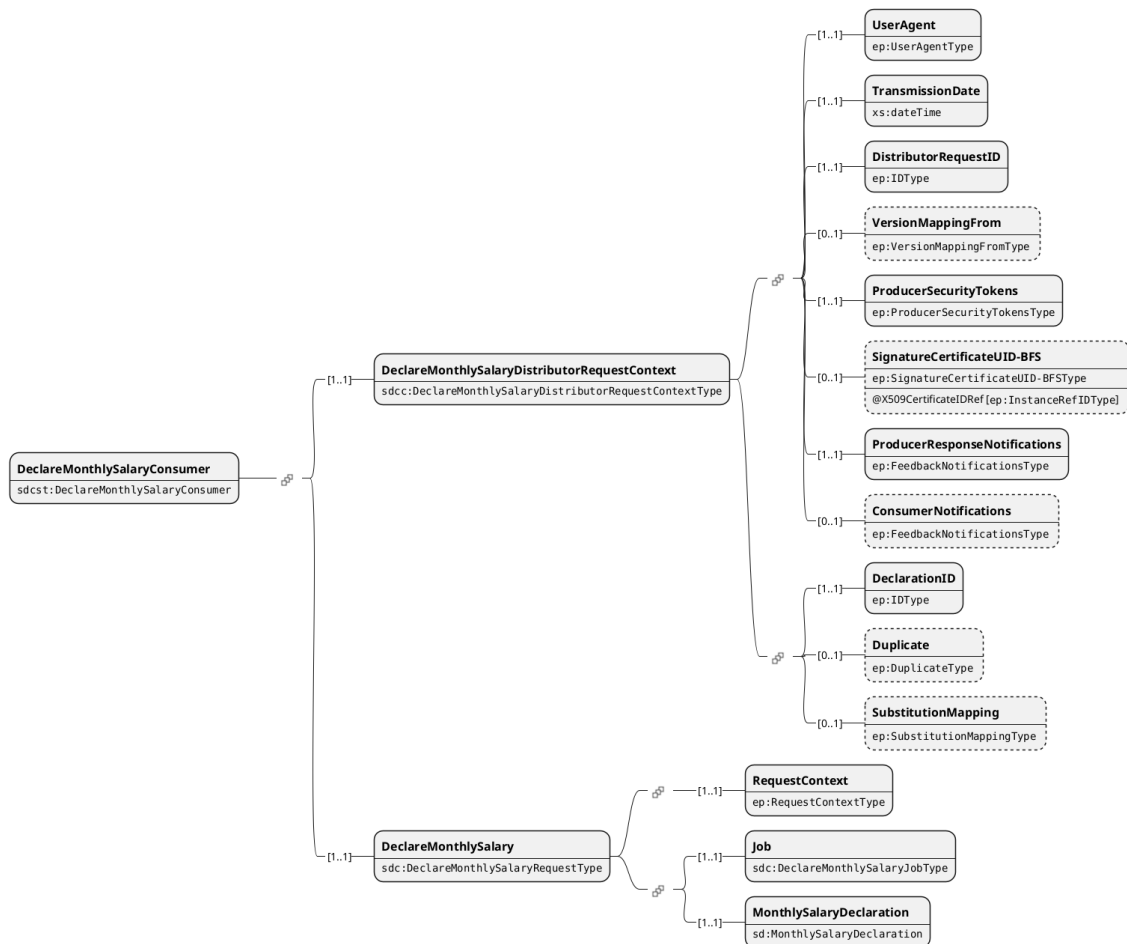 [1..1]
UserAgent
ep:UserAgentType
[1..1]
TransmissionDate
xs:dateTime
[1..1]
DistributorRequestID
ep:IDType
[0..1]
VersionMappingFrom
ep:VersionMappingFromType
[1..1]
ProducerSecurityTokens
ep:ProducerSecurityTokensType
[0..1]
SignatureCertificateUID-BFS
ep:SignatureCertificateUID-BFSType
@X509CertificateIDRef [ep:InstanceRefIDType]
[1..1]
DeclareMonthlySalaryDistributorRequestContext
sdcc:DeclareMonthlySalaryDistributorRequestContextType
[1..1]
ProducerResponseNotifications
ep:FeedbackNotificationsType
DeclareMonthlySalaryConsumer
sdcst:DeclareMonthlySalaryConsumer
[0..1]
ConsumerNotifications
ep:FeedbackNotificationsType
[1..1]
DeclarationID
ep:IDType
[0..1]
Duplicate
ep:DuplicateType
[0..1]
SubstitutionMapping
ep:SubstitutionMappingType
[1..1]
RequestContext
ep:RequestContextType
[1..1]
DeclareMonthlySalary
sdc:DeclareMonthlySalaryRequestType
[1..1]
Job
sdc:DeclareMonthlySalaryJobType
[1..1]
MonthlySalaryDeclaration
sd:MonthlySalaryDeclaration